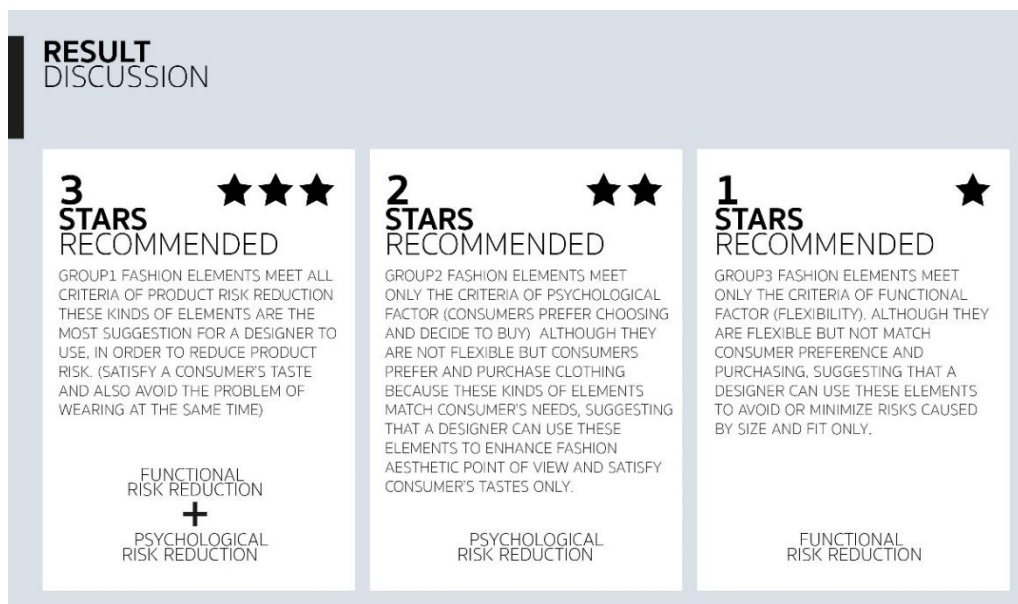 RESULT
DISCUSSION
3
STARS
RECOMMENDED
GROUP1 FASHION ELEMENTS MEET ALL
CRITERIA OF PRODUCT RISK REDUCTION
THESE KINDS OF ELEMENTS ARE THE
MOST SUGGESTION FOR A DESIGNER TO
USE, IN ORDER TO REDUCE PRODUCT
RISK. (SATISFY A CONSUMER'S TASTE
AND ALSO AVOID THE PROBLEM OF
WEARING AT THE SAME TIME)
FUNCTIONAL
RISK REDUCTION
+
PSYCHOLOGICAL
RISK REDUCTION
2
STARS
RECOMMENDED
GROUP2 FASHION ELEMENTS MEET
ONLY THE CRITERIA OF PSYCHOLOGICAL
FACTOR (CONSUMERS PREFER CHOOSING
AND DECIDE TO BUY) ALTHOUGH THEY
ARE NOT FLEXIBLE BUT CONSUMERS
PREFER AND PURCHASE CLOTHING
BECAUSE THESE KINDS OF ELEMENTS
MATCH CONSUMER'S NEEDS, SUGGESTING
THAT A DESIGNER CAN USE THESE
ELEMENTS TO ENHANCE FASHION
AESTHETIC POINT OF VIEW AND SATISFY
CONSUMER'S TASTES ONLY.
PSYCHOLOGICAL
RISK REDUCTION
1
STARS
RECOMMENDED
GROUP3 FASHION ELEMENTS MEET
ONLY THE CRITERIA OF FUNCTIONAL
FACTOR (FLEXIBILITY). ALTHOUGH THEY
ARE FLEXIBLE BUT NOT MATCH
CONSUMER PREFERENCE AND
PURCHASING, SUGGESTING THAT A
DESIGNER CAN USE THESE ELEMENTS
TO AVOID OR MINIMIZE RISKS CAUSED
BY SIZE AND FIT ONLY.
FUNCTIONAL
RISK REDUCTION